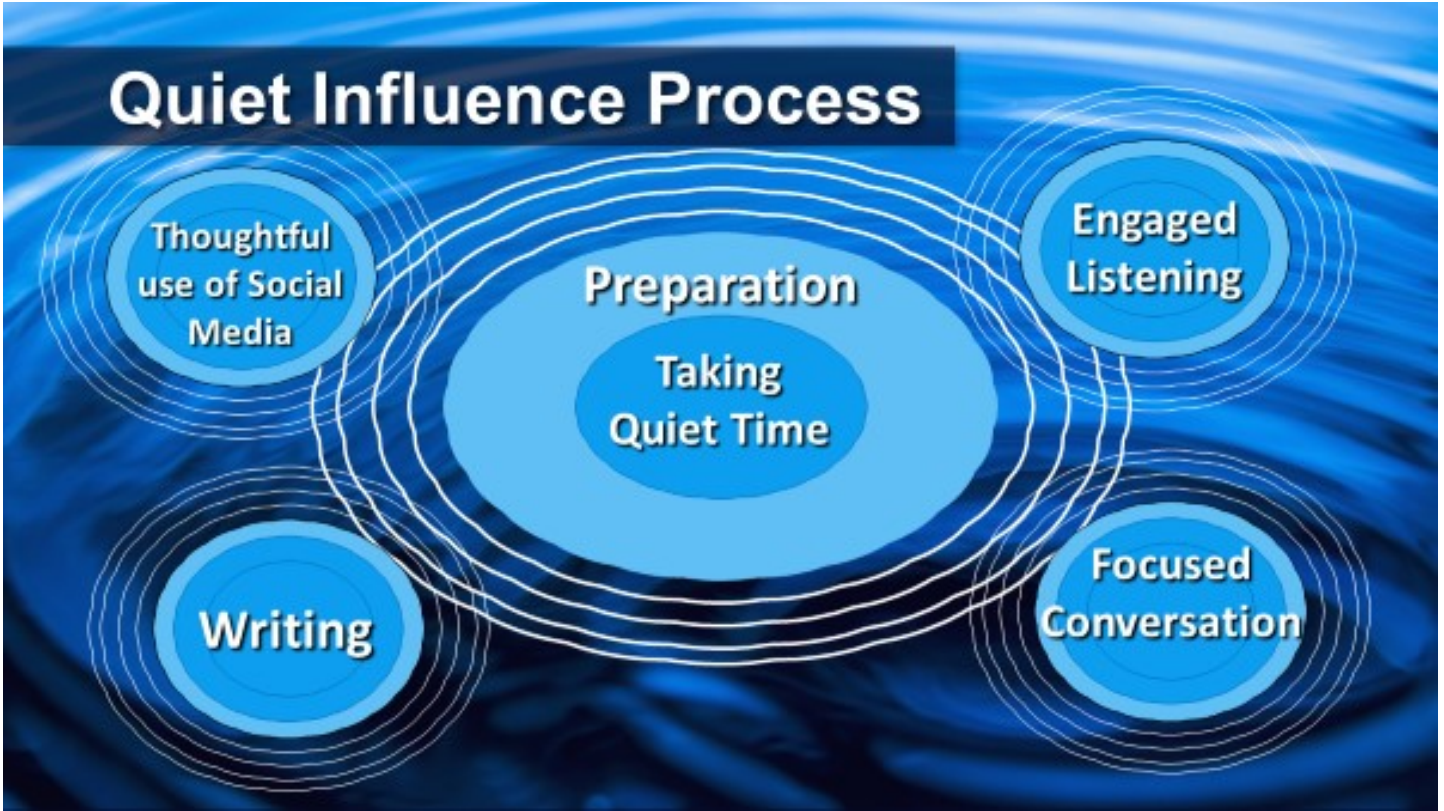 Quiet Influence Process
Thoughtful
use of Social
Media
Preparation
Taking
Quiet Time
Engaged
Listening
Writing
Focused
Conversation